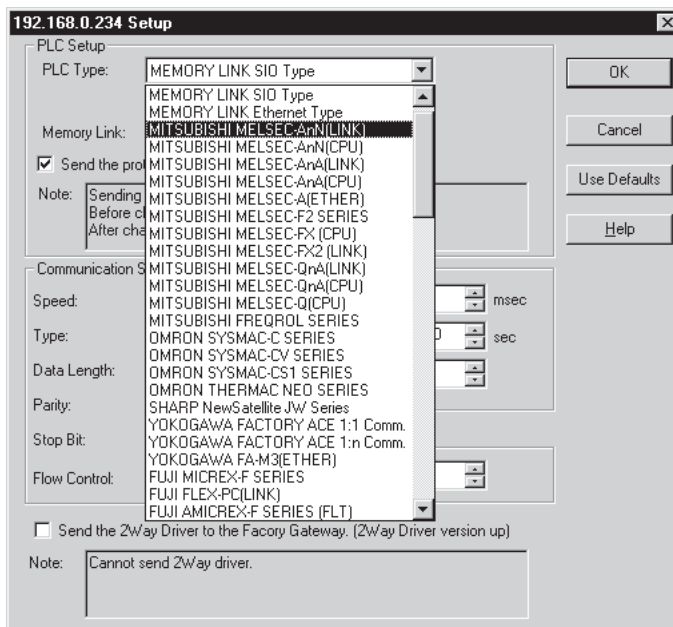 192.168.0.234 Setup
PLC Setup
PLC Type:
MEMORY LINK SIO Type
OK
MEMORY LINK SIO Type
MEMORY LINK Ethernet Type
MITSUBISHI MELSEC-AnN(LINK)
Memory Link:
Cancel
MITSUBISHI MELSEC-AnN(CPU)
Send the pro
MITSUBISHI MELSEC-AnA(LINK)
MITSUBISHI MELSEC-AnA(CPU)
Use Defaults
Note:
Sending
MITSUBISHI MELSEC-A(ETHER)
Before c
MITSUBISHI MELSEC-F2 SERIES
After cha
MITSUBISHI MELSEC-FX (CPU)
Help
MITSUBISHI MELSEC-FX2 (LINK)
Communication S
MITSUBISHI MELSEC-QnA(LINK)
MITSUBISHI MELSEC-QnA(CPU)
Speed:
MITSUBISHI MELSEC-Q(CPU)
msec
MITSUBISHI FREQROL SERIES
Type:
OMRON SYSMAC-C SERIES
0
sec
OMRON SYSMAC-CV SERIES
Data Length:
OMRON SYSMAC-CS1 SERIES
OMRON THERMAC NEO SERIES
Parity:
SHARP NewSatellite JW Series
YOKOGAWA FACTORY ACE 1:1 Comm.
Stop Bit:
YOKOGAWA FACTORY ACE 1:n Comm.
YOKOGAWA FA-M3(ETHER)
Flow Control:
FUJI MICREX-F SERIES
FUJI FLEX-PC(LINK)
FUJI AMICREX-F SERIES (FLT)
Send the 2Way Driver to the Facory Gateway. (2Way Driver version up)
Note:
Cannot send 2Way driver.